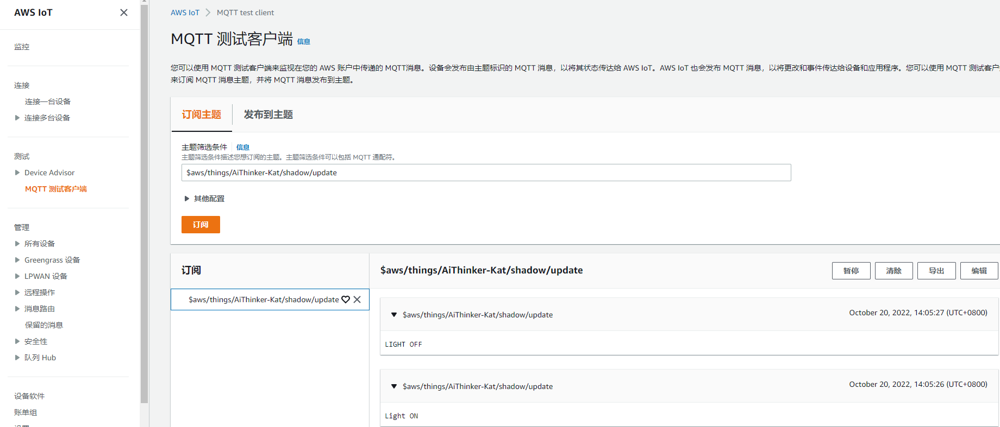 AWS IoT
监控
连接
连接一台设备
连接多台设备
测试
Device Advisor
MQTT 测试客户端
管理
所有设备
Greengrass 设备
LPWAN 设备
远程操作
消息路由
保留的消息
安全性
队列 Hub
设备软件
账单组
AWS IoT
MQTT test client
MQTT 测试客户端 信息
您可以使用 MQTT 测试客户端来监视在您的 AWS 账户中传递的 MQTT消息。设备会发布由主题标识的 MQTT 消息，以将其状态传达给 AWS IoT。AWS IoT 也会发布 MQTT 消息，以将更改和事件传达给设备和应用程序。您可以使用 MQTT 测试客户
来订阅 MQTT 消息主题，并将 MQTT 消息发布到主题。
订阅主题 发布到主题
主题筛选条件 信息
主题筛选条件描述您想订阅的主题。主题筛选条件可以包括 MQTT 通配符。
$aws/things/AiThinker-Kat/shadow/update
其他配置
订阅
订阅
$aws/things/AiThinker-Kat/shadow/update
$aws/things/AiThinker-Kat/shadow/update
暂停 清除 导出 编辑
$aws/things/AiThinker-Kat/shadow/update October 20, 2022, 14:05:27 (UTC+0800)
LIGHT OFF
$aws/things/AiThinker-Kat/shadow/update October 20, 2022, 14:05:26 (UTC+0800)
Light ON